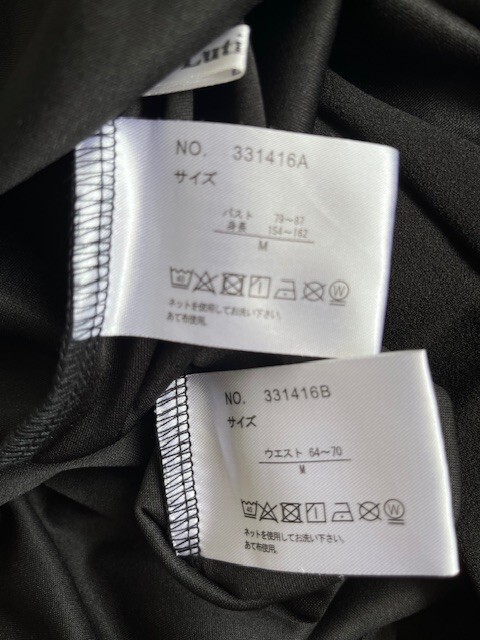 Luti
NO. 331416A
サイズ
バスト 79~87
身長 154~162
M
40 W
ネットを使用してお洗い下さい。
あて布使用。
NO. 331416B
サイズ
ウエスト 64~70
M
40 W
ネットを使用してお洗い下さい。
あて布使用。